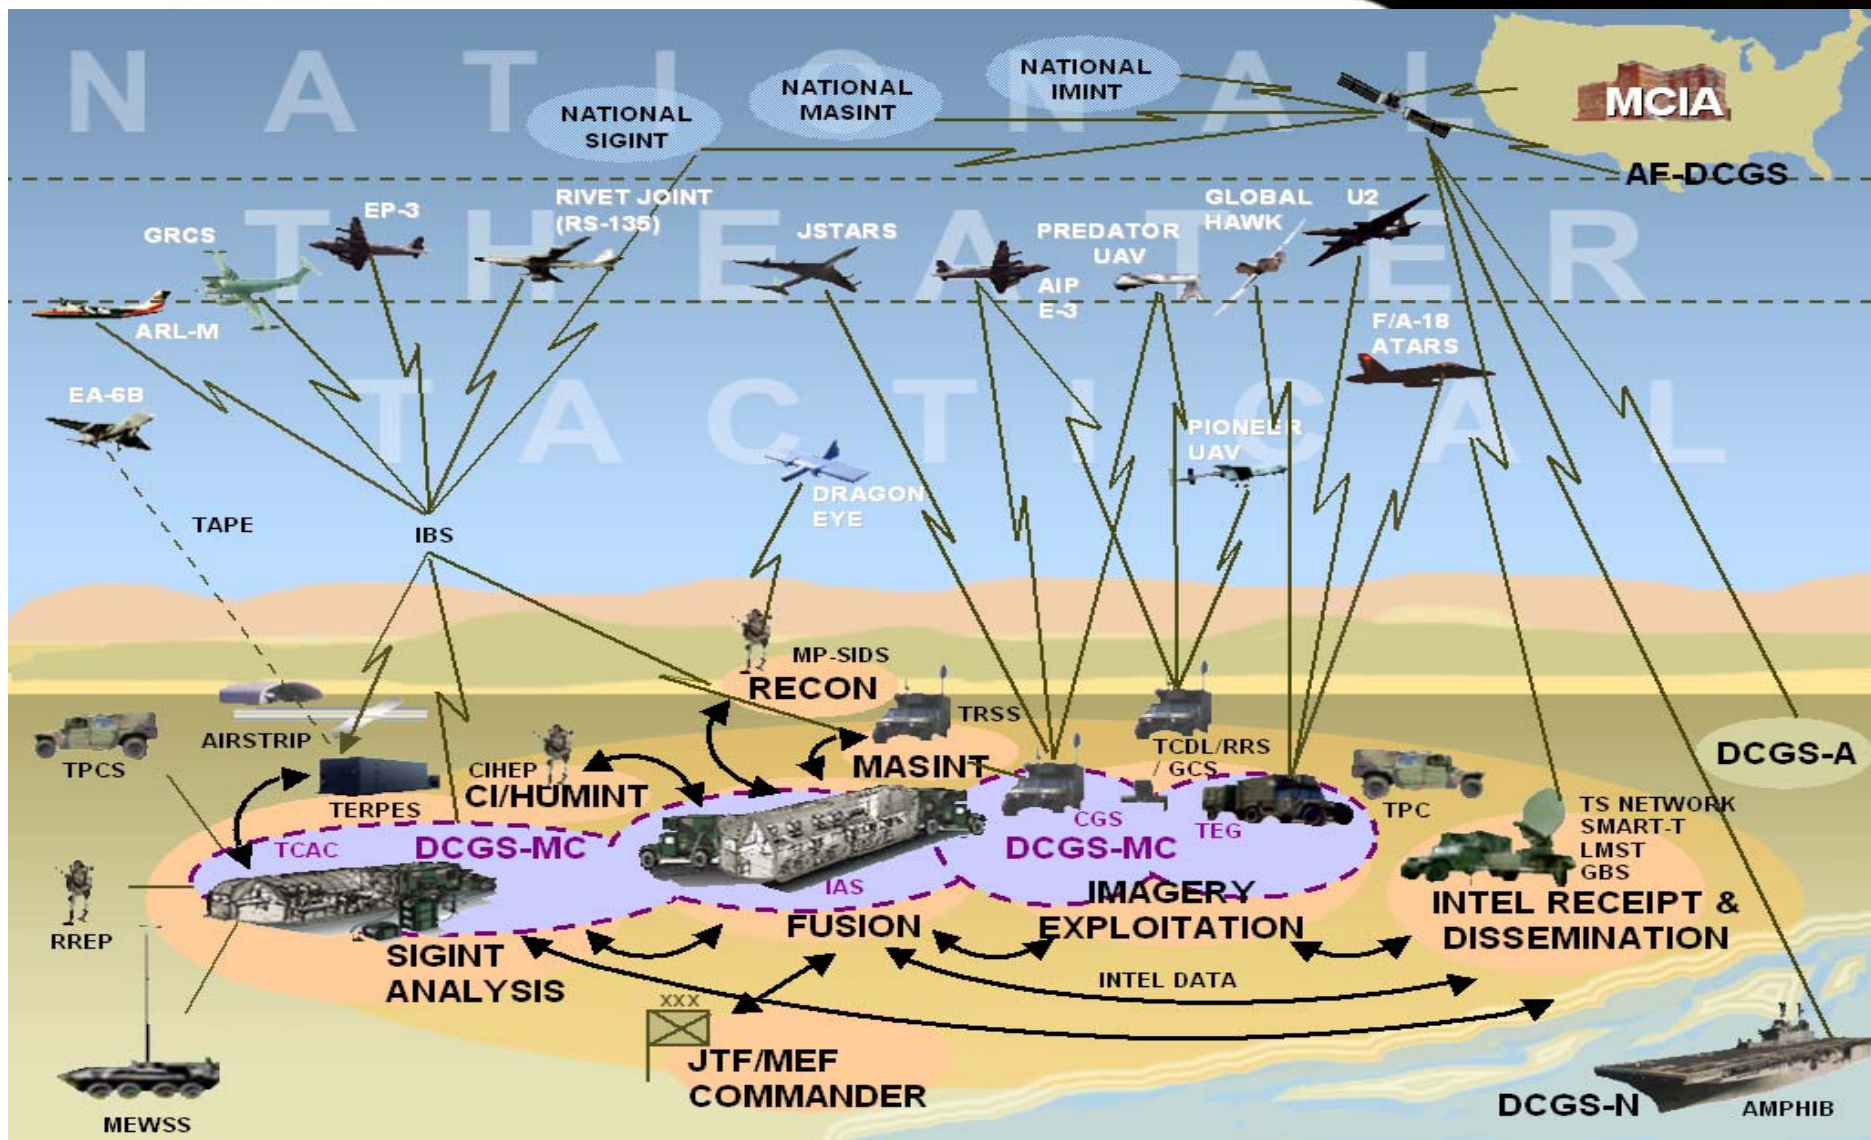 NATIONAL
THEATER
TACTICAL
NATIONAL
SIGINT
NATIONAL
MASINT
NATIONAL
IMINT
MCIA
AF-DCGS
GRCS
EP-3
RIVET JOINT
(RS-135)
JSTARS
PREDATOR
UAV
GLOBAL
HAWK
U2
AIP
E-3
ARL-M
F/A-18
ATARS
EA-6B
PIONEER
UAV
DRAGON
EYE
TAPE
IBS
MP-SIDS
RECON
TRSS
MASINT
AIRSTRIP
TPCS
TERPES
CIHEP
CI/HUMINT
TCDL/RRS
/ GCS
TPC
DCGS-A
TCAC
DCGS-MC
IAS
CGS
DCGS-MC
TEG
TS NETWORK
SMART-T
LMST
GBS
RREP
SIGINT
ANALYSIS
FUSION
IMAGERY
EXPLOITATION
INTEL RECEIPT &
DISSEMINATION
INTEL DATA
XXX
JTF/MEF
COMMANDER
MEWSS
DCGS-N
AMPHIB